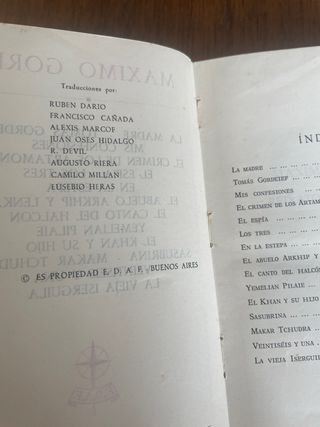 Traducciones por:
RUBEN DARIO
FRANCISCO CAÑADA
ALEXIS MARCOF
JUAN OSES HIDALGO
R. DEVIL
AUGUSTO RIERA
CAMILO MILLAN
EUSEBIO HERAS
© ES PROPIEDAD E. D. A. F., BUENOS AIRES
ÍND
LA MADRE ... ... ... ...
TOMÁS GORDEIEF ... ...
MIS CONFESIONES ...
EL CRIMEN DE LOS ARTAM
EL ESPÍA ... ... ... ...
LOS TRES ... ... ...
EN LA ESTEPA ... ...
EL ABUELO ARKHIP Y
EL CANTO DEL HALCÓ
YEMELIAN PILAIE ...
EL KHAN Y SU HIJO
SASUBRINA ... ...
MAKAR TCHUDRA ...
VEINTISÉIS Y UNA ..
LA VIEJA ISERGUIL